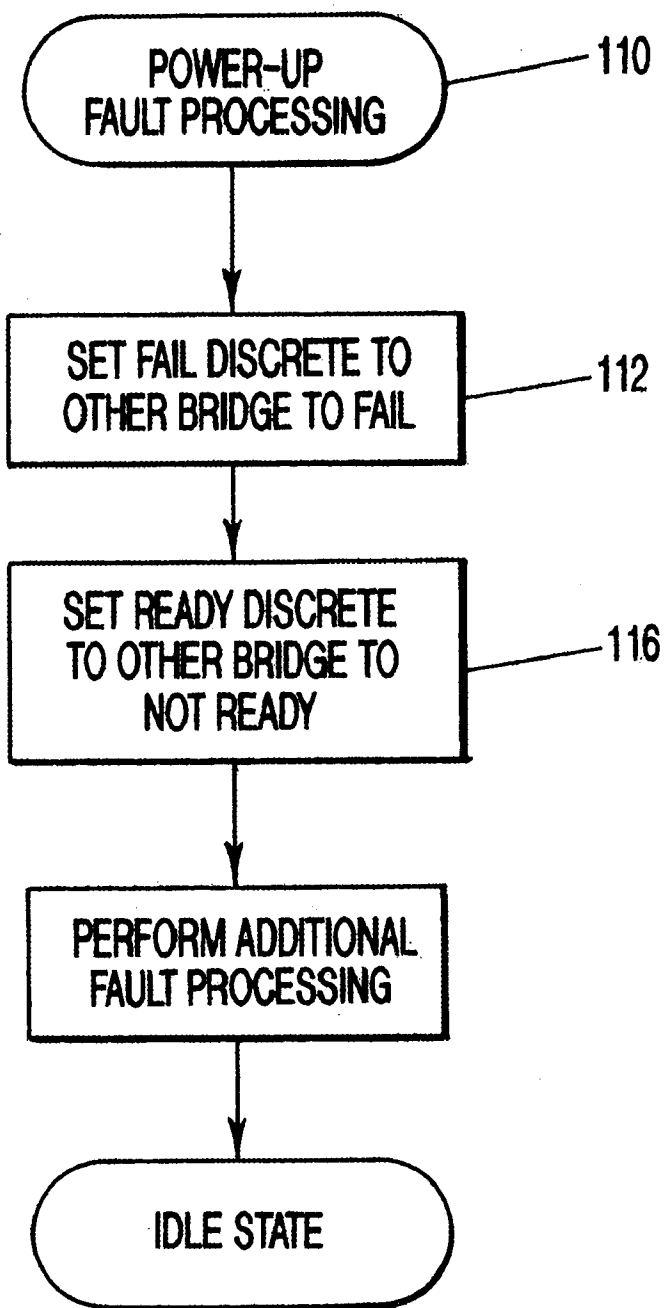 POWER-UP
FAULT PROCESSING
110
SET FAIL DISCRETE TO
OTHER BRIDGE TO FAIL
112
SET READY DISCRETE
TO OTHER BRIDGE TO
NOT READY
116
PERFORM ADDITIONAL
FAULT PROCESSING
IDLE STATE